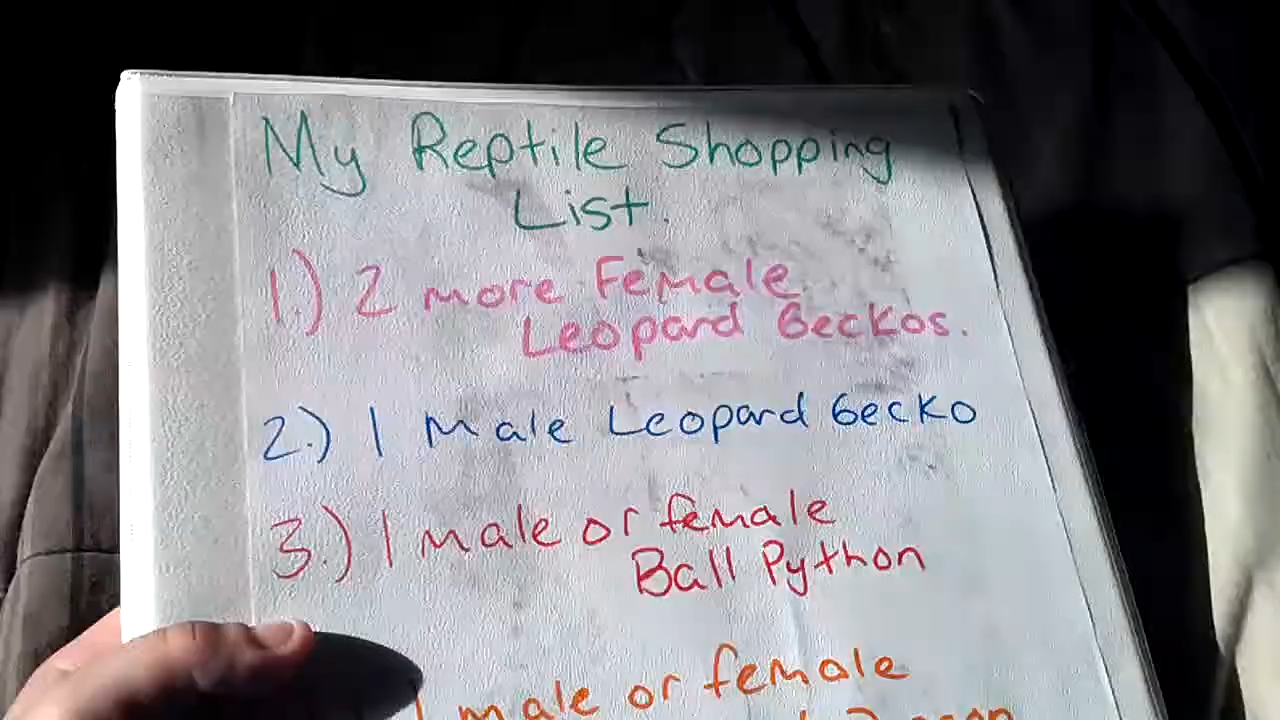 My Reptile Shopping
List.
1.) 2 more Female
Leopard Geckos.
2.) 1 Male Leopard Gecko
3.) 1 male or female
Ball Python
1 male or female